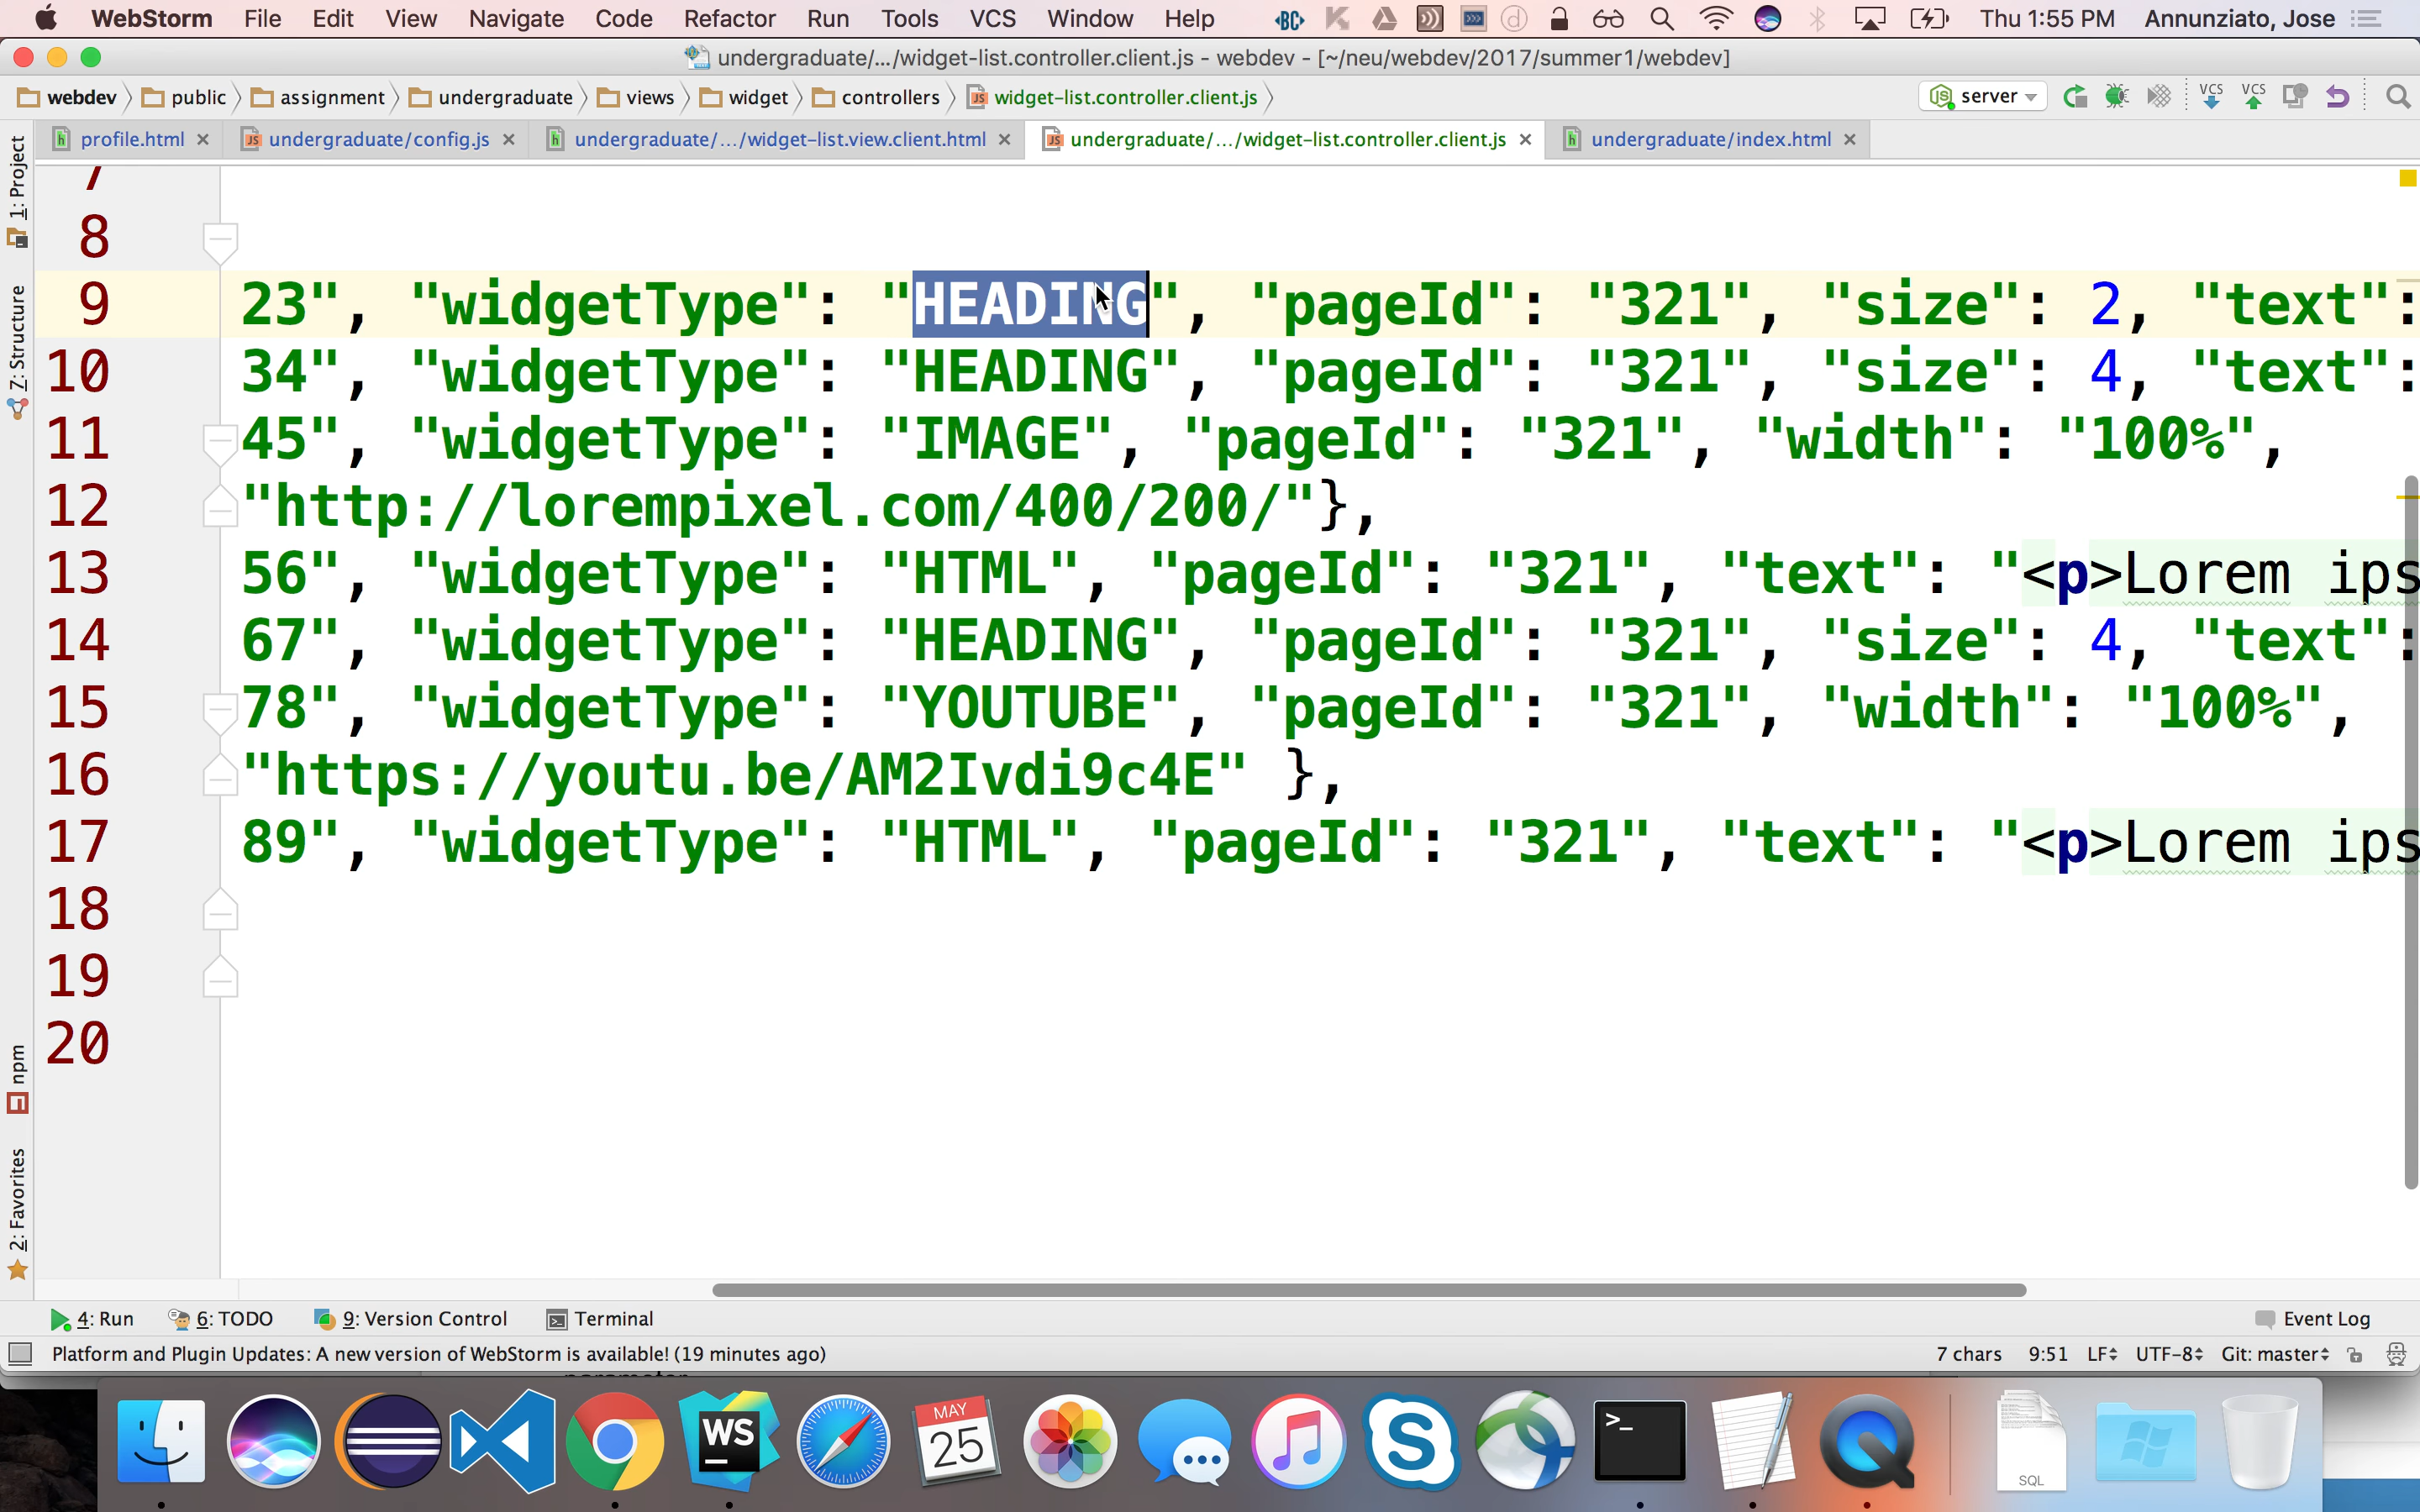 WebStorm File Edit View Navigate Code Refactor Run Tools VCS Window Help BC Thu 1:55 PM Annunziato, Jose
undergraduate/.../widget-list.controller.client.js - webdev - [~/neu/webdev/2017/summer1/webdev]
webdev public assignment undergraduate views widget controllers widget-list.controller.client.js server VCS VCS
profile.html undergraduate/config.js undergraduate/.../widget-list.view.client.html undergraduate/.../widget-list.controller.client.js undergraduate/index.html
1: Project
7: Structure
npm
2: Favorites
7
8
9 23", "widgetType": "HEADING", "pageId": "321", "size": 2, "text":
10 34", "widgetType": "HEADING", "pageId": "321", "size": 4, "text":
11 45", "widgetType": "IMAGE", "pageId": "321", "width": "100%",
12 "http://lorempixel.com/400/200/"},
13 56", "widgetType": "HTML", "pageId": "321", "text": "<p>Lorem ips
14 67", "widgetType": "HEADING", "pageId": "321", "size": 4, "text":
15 78", "widgetType": "YOUTUBE", "pageId": "321", "width": "100%",
16 "https://youtu.be/AM2Ivdi9c4E" },
17 89", "widgetType": "HTML", "pageId": "321", "text": "<p>Lorem ips
18
19
20
4: Run 6: TODO 9: Version Control Terminal Event Log
Platform and Plugin Updates: A new version of WebStorm is available! (19 minutes ago) 7 chars 9:51 LF UTF-8 Git: master
WS
MAY
25
S
>_
SQL